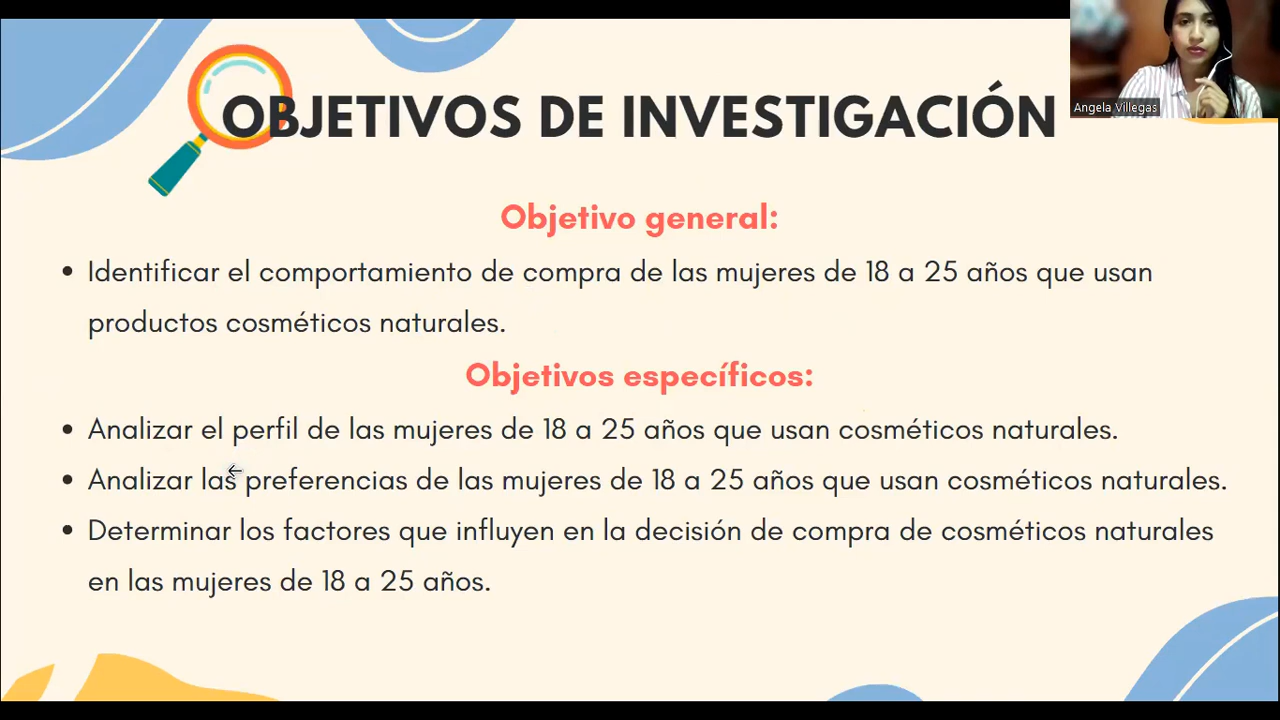 OBJETIVOS DE INVESTIGACIÓN
Angela Villegas
Objetivo general:
• Identificar el comportamiento de compra de las mujeres de 18 a 25 años que usan
productos cosméticos naturales.
Objetivos específicos:
• Analizar el perfil de las mujeres de 18 a 25 años que usan cosméticos naturales.
• Analizar las preferencias de las mujeres de 18 a 25 años que usan cosméticos naturales.
• Determinar los factores que influyen en la decisión de compra de cosméticos naturales
en las mujeres de 18 a 25 años.